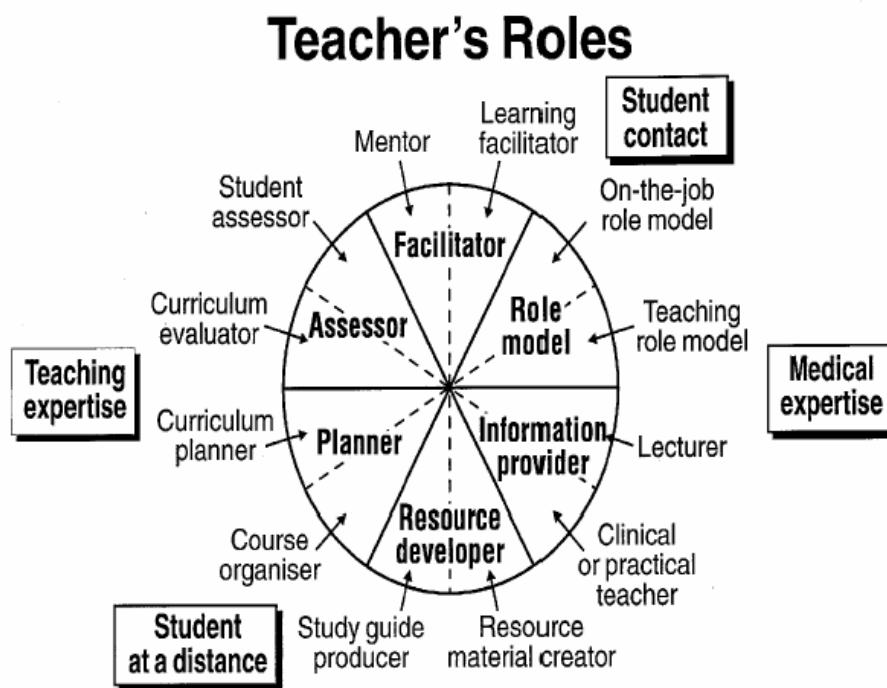 Teacher's Roles
Student
contact
Learning
facilitator
Mentor
Student
assessor
On-the-job
role model
Facilitator
Curriculum
evaluator
Assessor
Role
model
Teaching
role model
Teaching
expertise
Medical
expertise
Curriculum
planner
Planner
Information
provider
Lecturer
Resource
developer
Course
organiser
Clinical
or practical
teacher
Student
at a distance
Study guide
producer
Resource
material creator